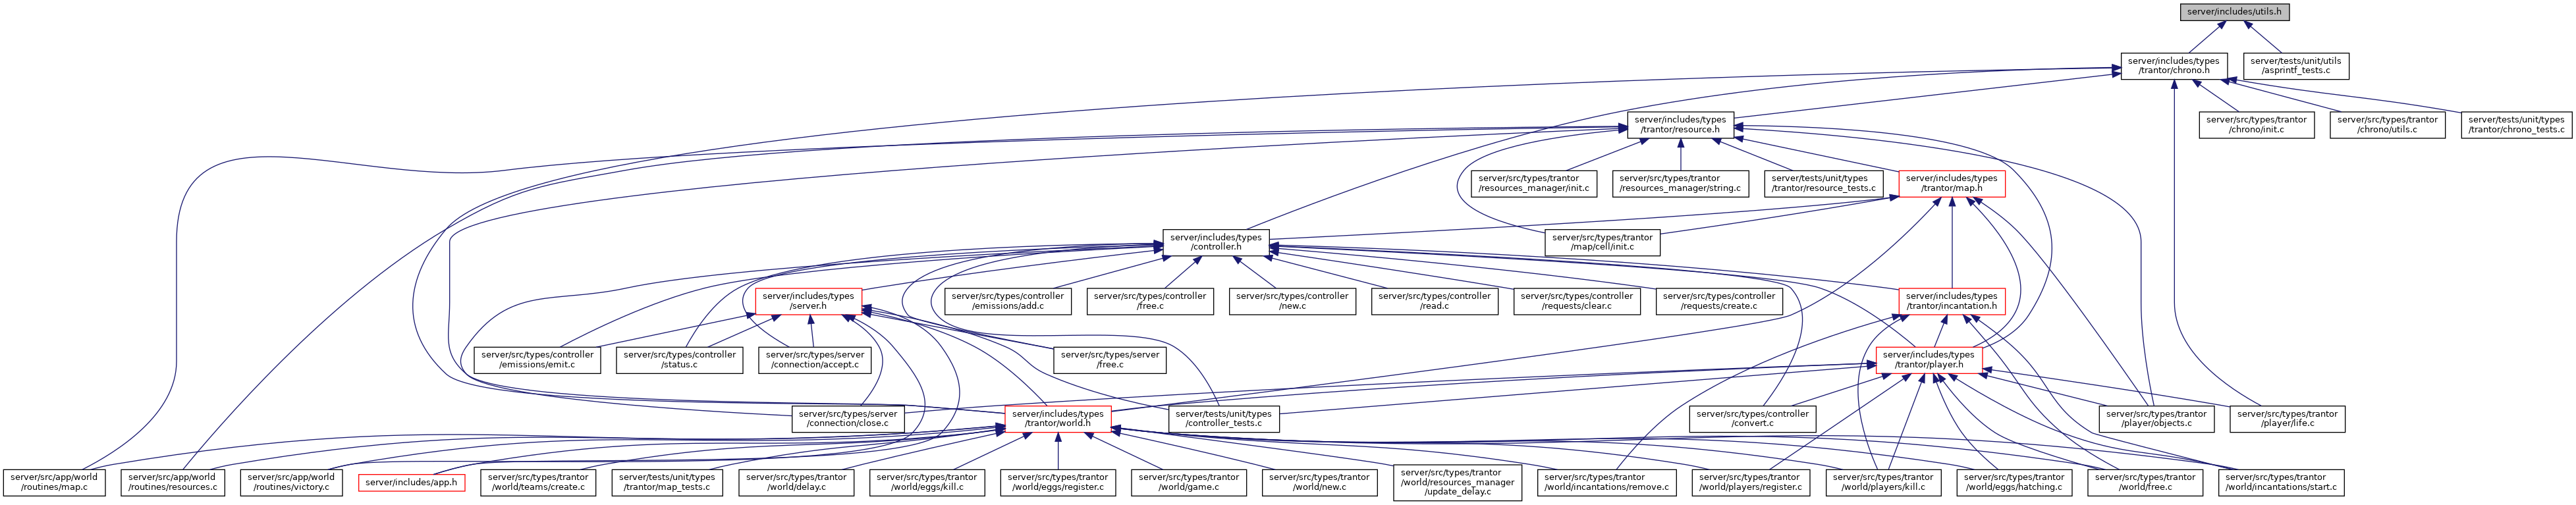 server/includes/utils.h
server/includes/types
/trantor/chrono.h
server/tests/unit/utils
/asprintf_tests.c
server/includes/types
/trantor/resource.h
server/src/types/trantor
/chrono/init.c
server/src/types/trantor
/chrono/utils.c
server/tests/unit/types
/trantor/chrono_tests.c
server/src/types/trantor
/resources_manager/init.c
server/src/types/trantor
/resources_manager/string.c
server/tests/unit/types
/trantor/resource_tests.c
server/includes/types
/trantor/map.h
server/includes/types
/controller.h
server/src/types/trantor
/map/cell/init.c
server/includes/types
/server.h
server/src/types/controller
/emissions/add.c
server/src/types/controller
/free.c
server/src/types/controller
/new.c
server/src/types/controller
/read.c
server/src/types/controller
/requests/clear.c
server/src/types/controller
/requests/create.c
server/includes/types
/trantor/incantation.h
server/src/types/controller
/emissions/emit.c
server/src/types/controller
/status.c
server/src/types/server
/connection/accept.c
server/src/types/server
/free.c
server/includes/types
/trantor/player.h
server/src/types/server
/connection/close.c
server/includes/types
/trantor/world.h
server/tests/unit/types
/controller_tests.c
server/src/types/controller
/convert.c
server/src/types/trantor
/player/objects.c
server/src/types/trantor
/player/life.c
server/src/app/world
/routines/map.c
server/src/app/world
/routines/resources.c
server/src/app/world
/routines/victory.c
server/includes/app.h
server/src/types/trantor
/world/teams/create.c
server/tests/unit/types
/trantor/map_tests.c
server/src/types/trantor
/world/delay.c
server/src/types/trantor
/world/eggs/kill.c
server/src/types/trantor
/world/eggs/register.c
server/src/types/trantor
/world/game.c
server/src/types/trantor
/world/new.c
server/src/types/trantor
/world/resources_manager
/update_delay.c
server/src/types/trantor
/world/incantations/remove.c
server/src/types/trantor
/world/players/register.c
server/src/types/trantor
/world/players/kill.c
server/src/types/trantor
/world/eggs/hatching.c
server/src/types/trantor
/world/free.c
server/src/types/trantor
/world/incantations/start.c